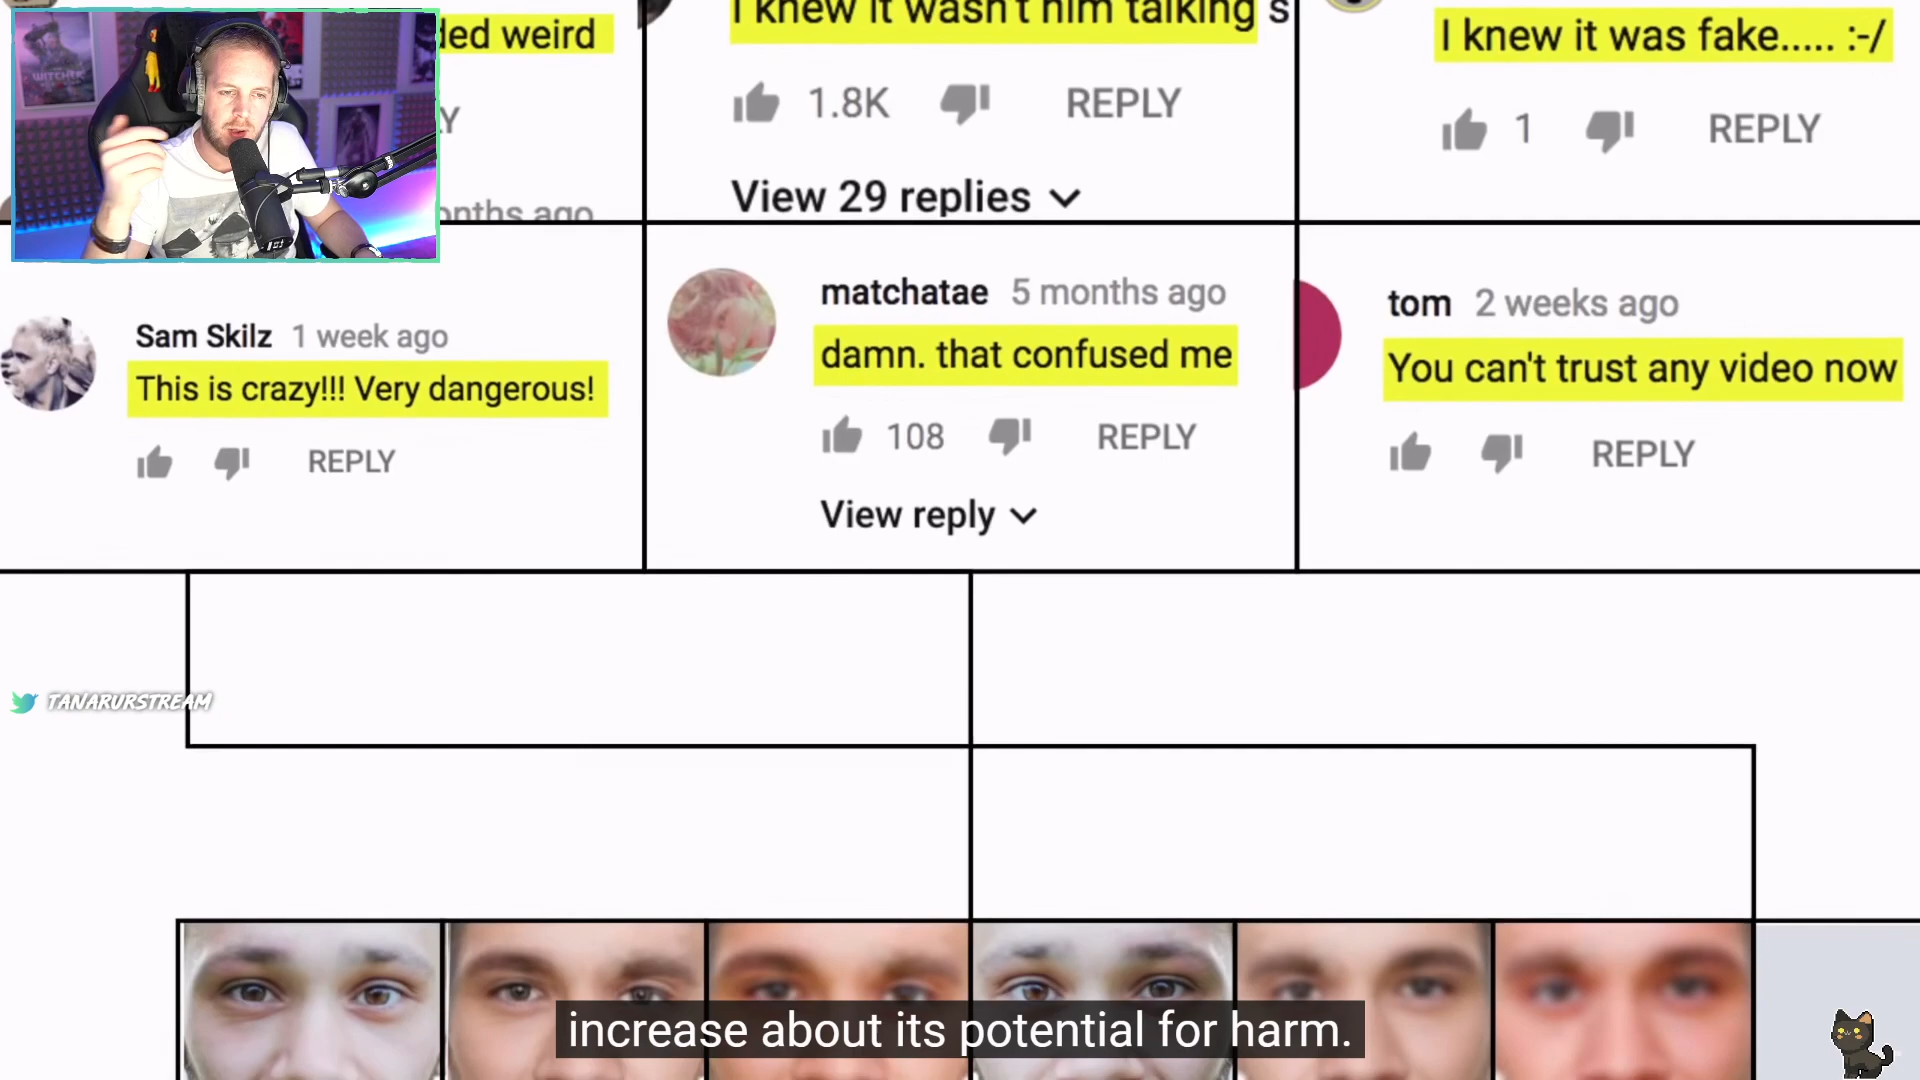 ded weird
I knew it wasn't him talking s
I knew it was fake..... :-/
1.8K REPLY
1 REPLY
View 29 replies
Sam Skilz 1 week ago
This is crazy!!! Very dangerous!
REPLY
matchatae 5 months ago
damn. that confused me
108 REPLY
View reply
tom 2 weeks ago
You can't trust any video now
REPLY
TANARURSTREAM
increase about its potential for harm.